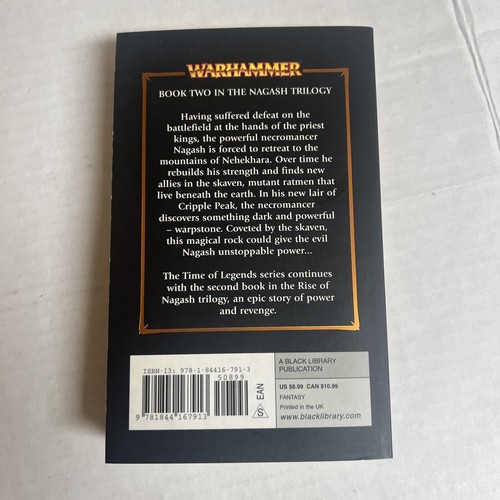 WARHAMMER
BOOK TWO IN THE NAGASH TRILOGY
Having suffered defeat on the
battlefield at the hands of the priest
kings, the powerful necromancer
Nagash is forced to retreat to the
mountains of Nehekhara. Over time he
rebuilds his strength and finds new
allies in the skaven, mutant ratmen that
live beneath the earth. In his new lair of
Cripple Peak, the necromancer
discovers something dark and powerful
– warpstone. Coveted by the skaven,
this magical rock could give the evil
Nagash unstoppable power...
The Time of Legends series continues
with the second book in the Rise of
Nagash trilogy, an epic story of power
and revenge.
ISBN-13: 978-1-84416-791-3
50899
9 781844 167913
S
EAN
A BLACK LIBRARY
PUBLICATION
US $8.99 CAN $10.99
FANTASY
Printed in the UK
www.blacklibrary.com